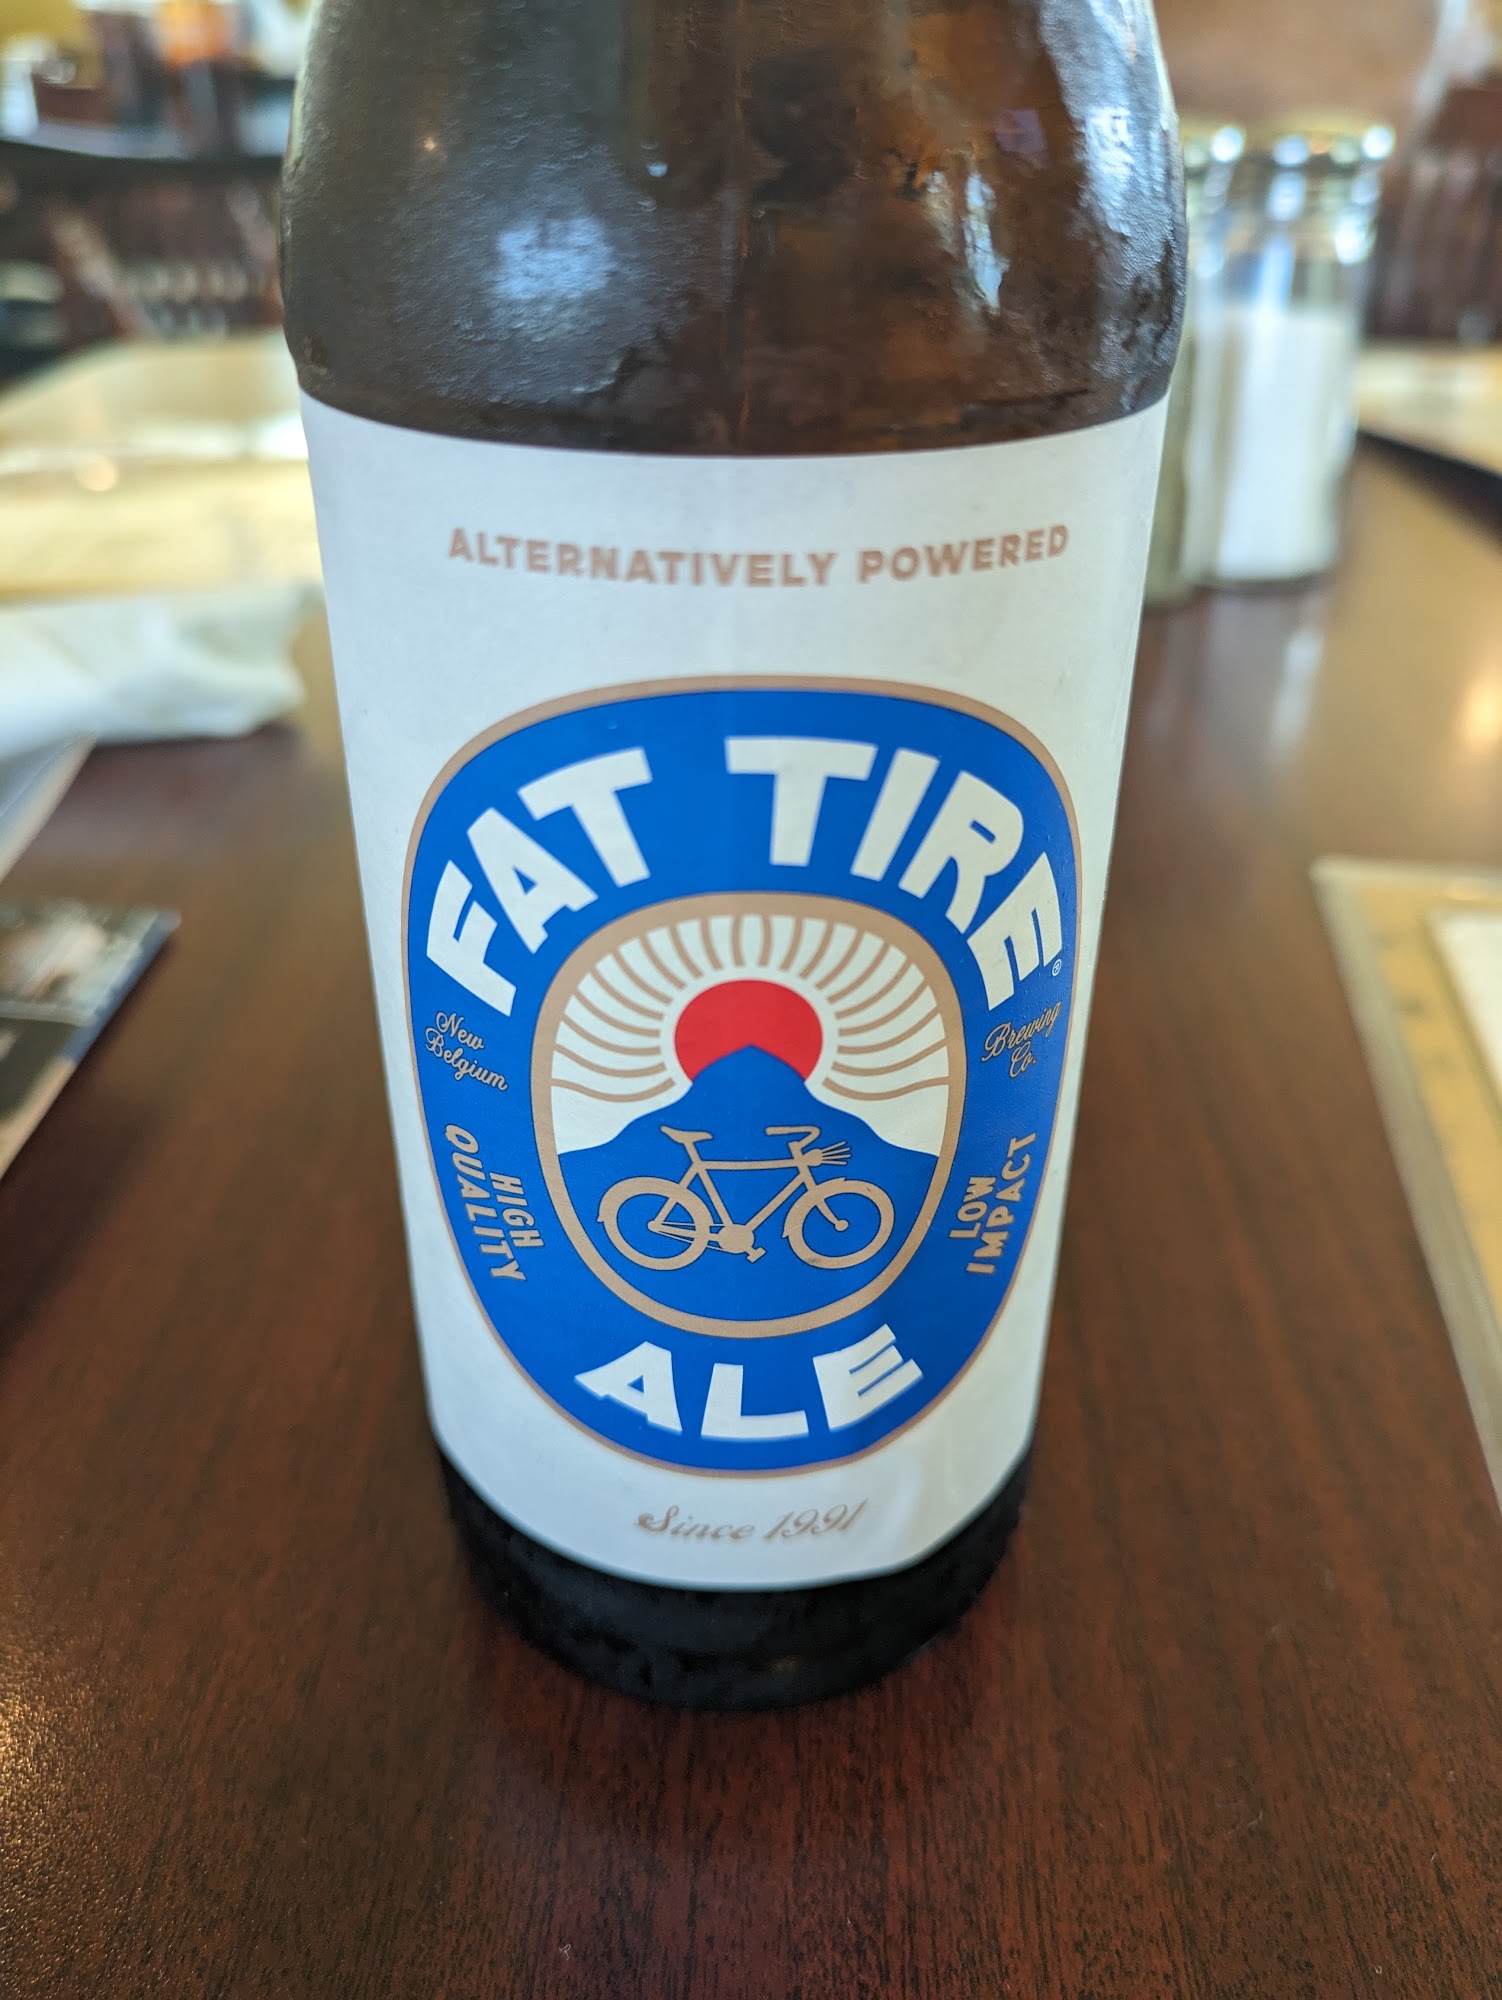 ALTERNATIVELY POWERED
FAT TIRE®
New
Belgium
Brewing
Co.
HIGH
QUALITY
LOW
IMPACT
ALE
Since 1991